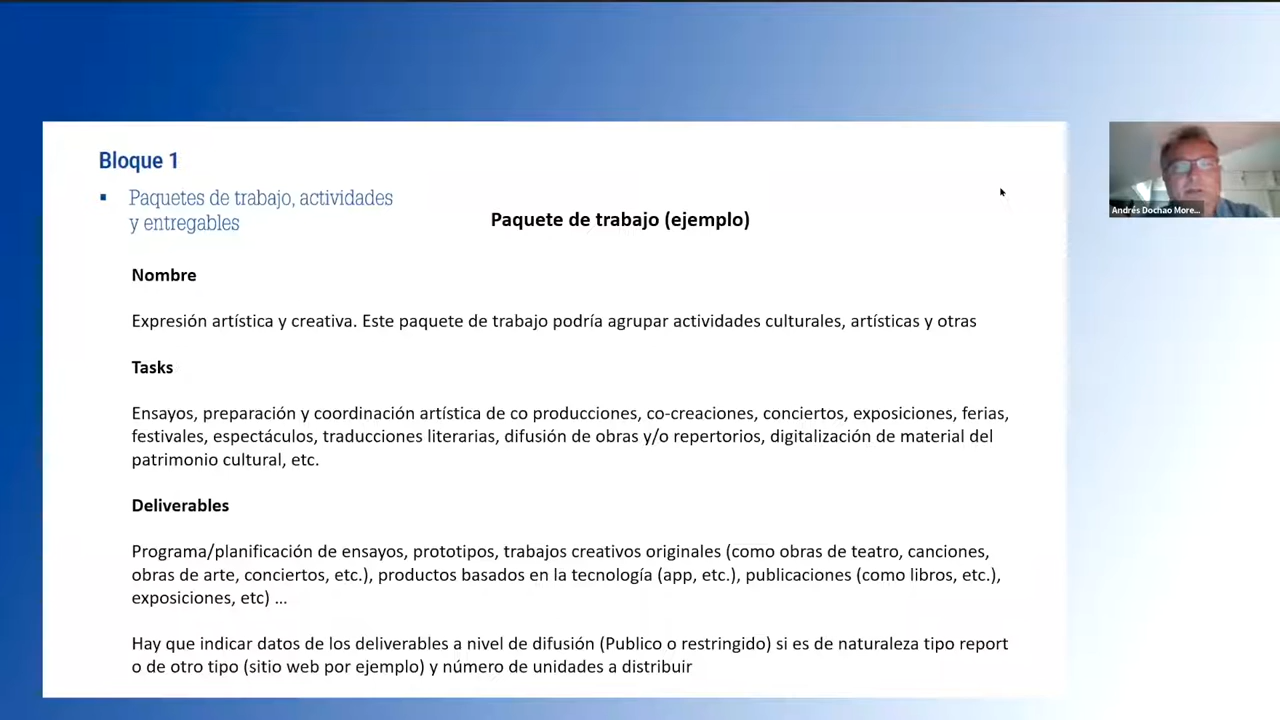 Bloque 1
▪ Paquetes de trabajo, actividades
y entregables
Paquete de trabajo (ejemplo)
Nombre
Expresión artística y creativa. Este paquete de trabajo podría agrupar actividades culturales, artísticas y otras
Tasks
Ensayos, preparación y coordinación artística de co producciones, co-creaciones, conciertos, exposiciones, ferias,
festivales, espectáculos, traducciones literarias, difusión de obras y/o repertorios, digitalización de material del
patrimonio cultural, etc.
Deliverables
Programa/planificación de ensayos, prototipos, trabajos creativos originales (como obras de teatro, canciones,
obras de arte, conciertos, etc.), productos basados en la tecnología (app, etc.), publicaciones (como libros, etc.),
exposiciones, etc) ...
Hay que indicar datos de los deliverables a nivel de difusión (Publico o restringido) si es de naturaleza tipo report
o de otro tipo (sitio web por ejemplo) y número de unidades a distribuir
Andrés Dochao More...